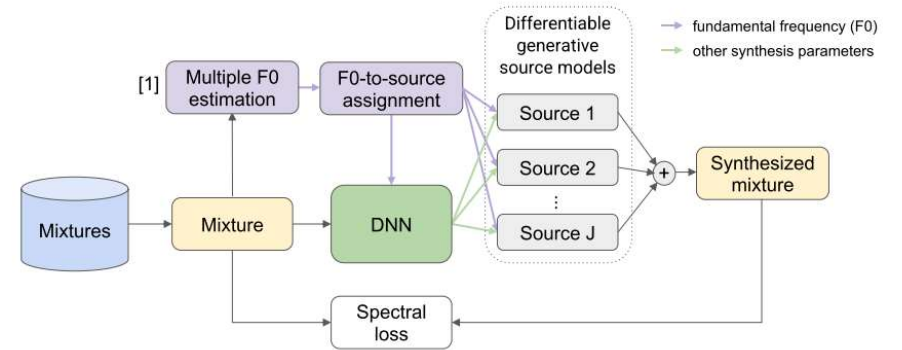 Differentiable
generative
source models
fundamental frequency (F0)
other synthesis parameters
[1]
Multiple F0
estimation
F0-to-source
assignment
Source 1
Source 2
⋮
Source J
+
Synthesized
mixture
Mixtures
Mixture
DNN
Spectral
loss